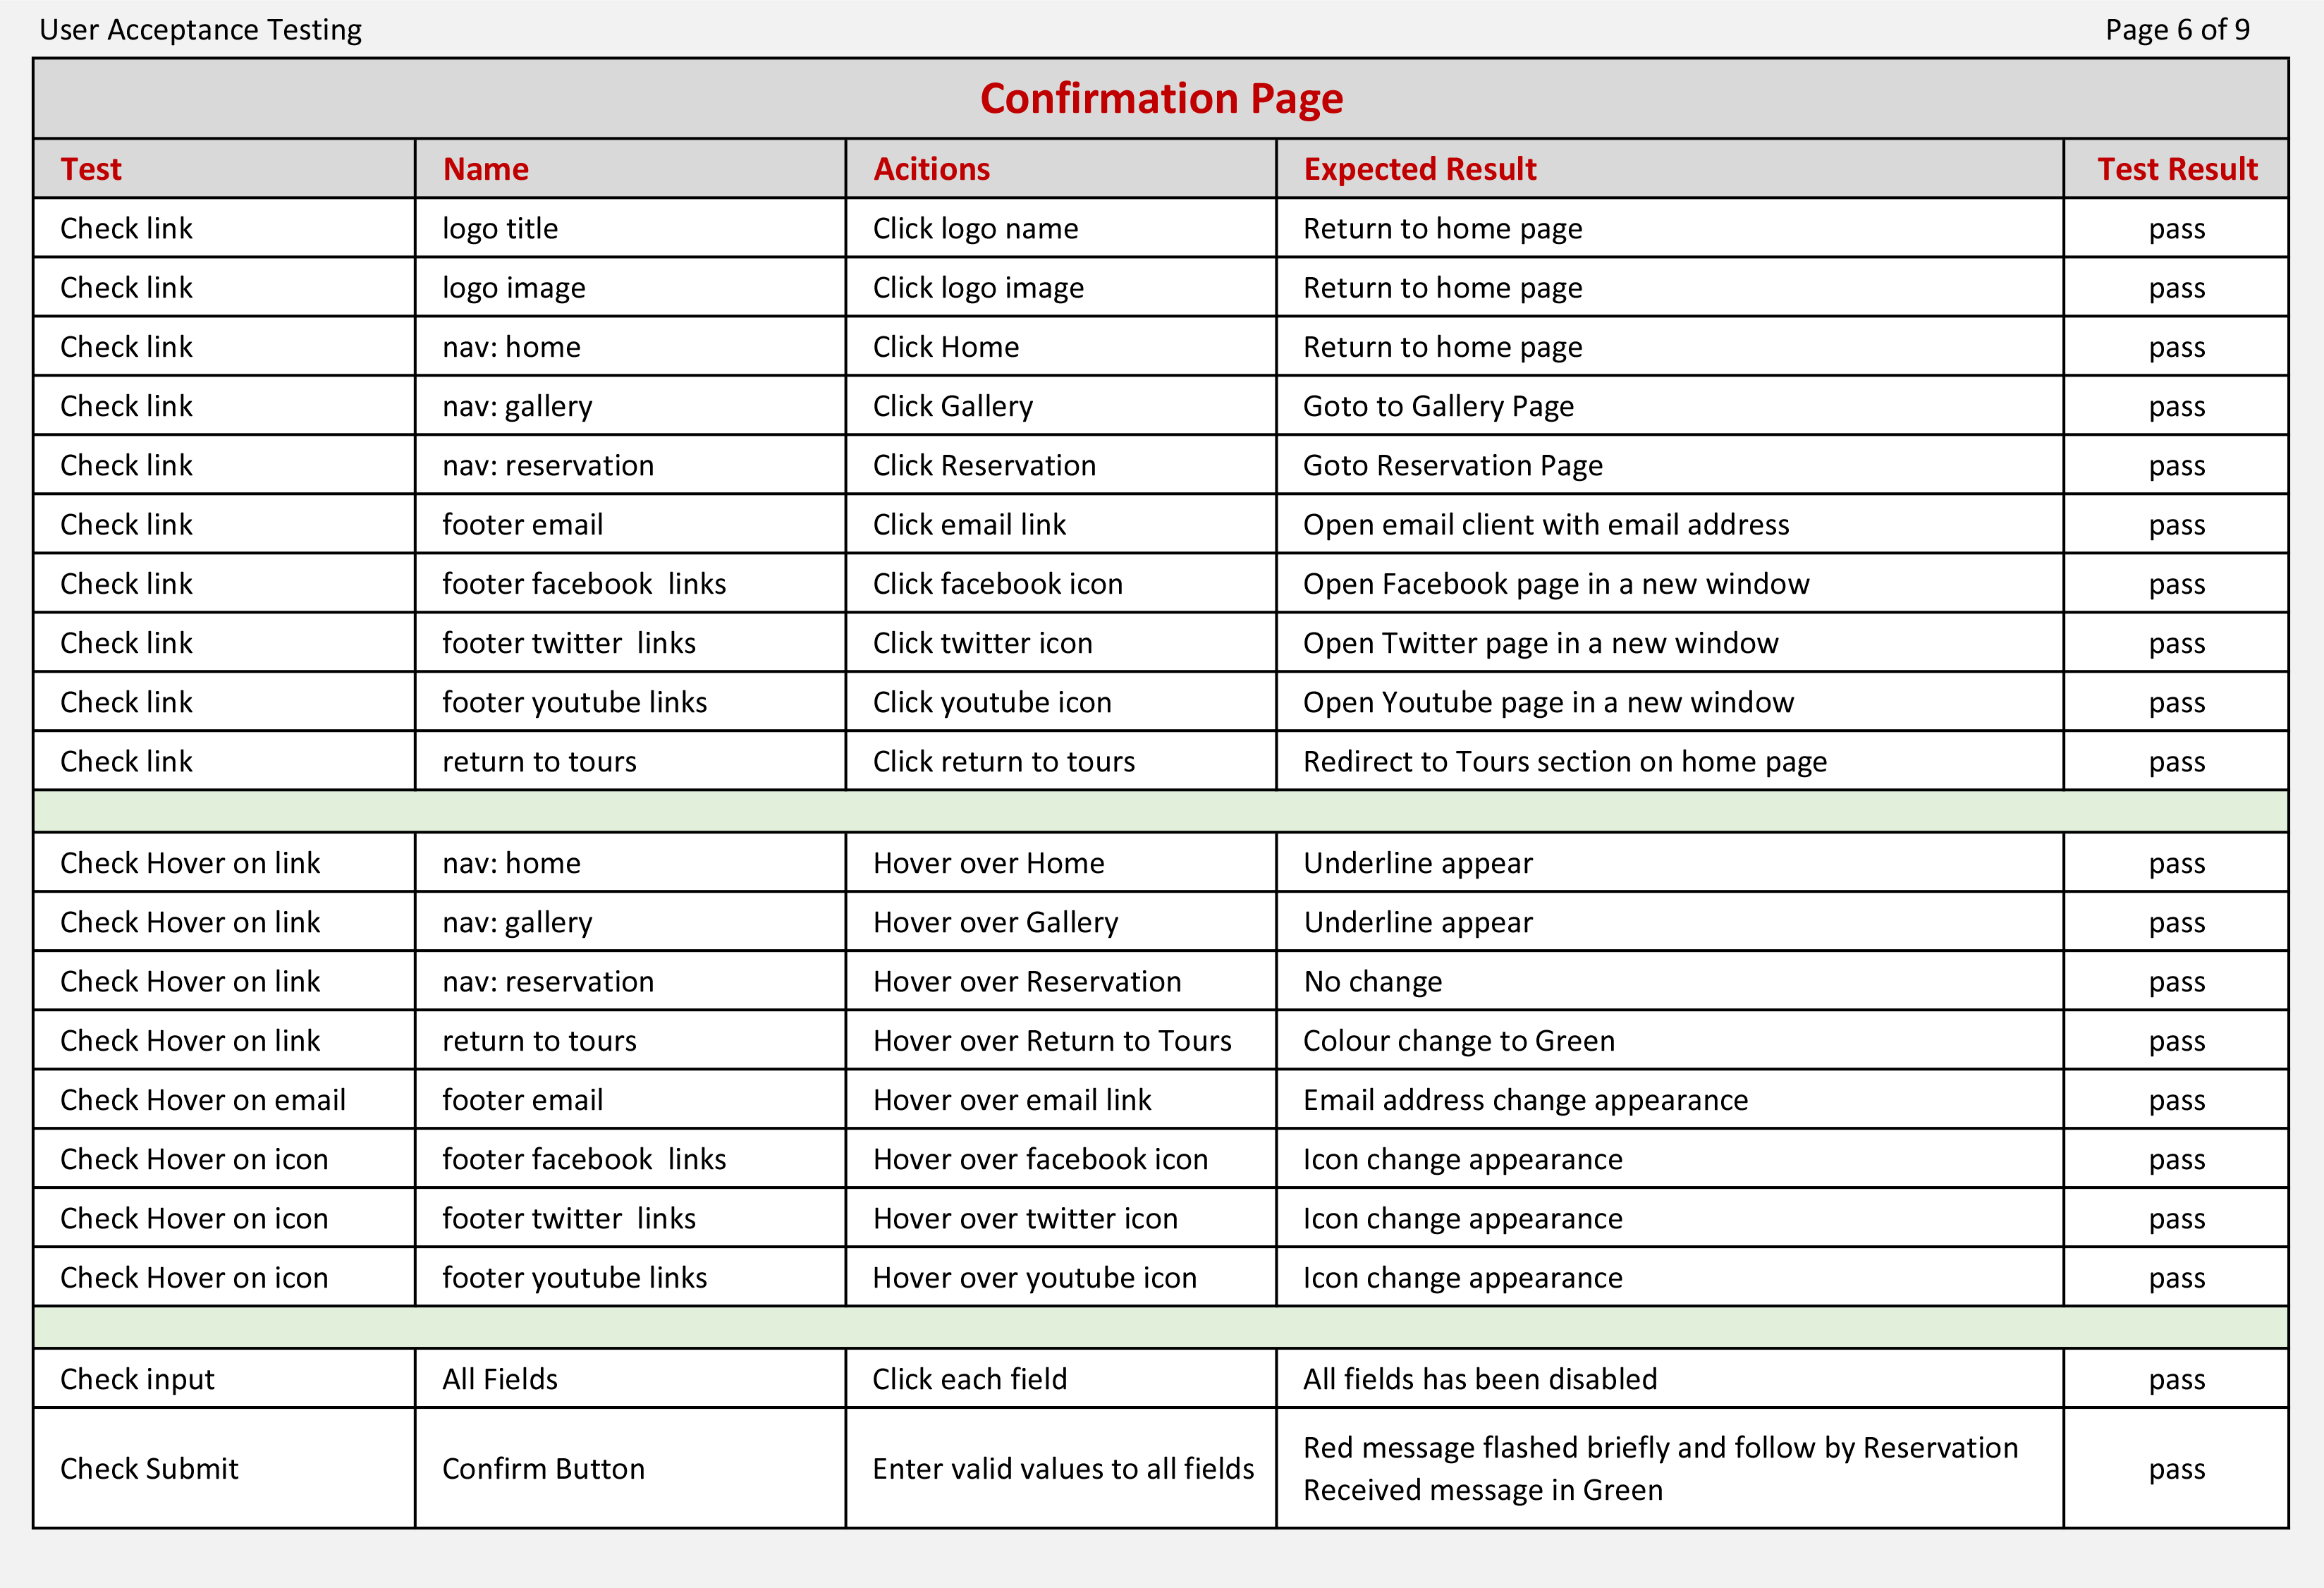 User Acceptance Testing Page 6 of 9
Confirmation Page
Test Name Acitions Expected Result Test Result
Check link logo title Click logo name Return to home page pass
Check link logo image Click logo image Return to home page pass
Check link nav: home Click Home Return to home page pass
Check link nav: gallery Click Gallery Goto to Gallery Page pass
Check link nav: reservation Click Reservation Goto Reservation Page pass
Check link footer email Click email link Open email client with email address pass
Check link footer facebook  links Click facebook icon Open Facebook page in a new window pass
Check link footer twitter  links Click twitter icon Open Twitter page in a new window pass
Check link footer youtube links Click youtube icon Open Youtube page in a new window pass
Check link return to tours Click return to tours Redirect to Tours section on home page pass
Check Hover on link nav: home Hover over Home Underline appear pass
Check Hover on link nav: gallery Hover over Gallery Underline appear pass
Check Hover on link nav: reservation Hover over Reservation No change pass
Check Hover on link return to tours Hover over Return to Tours Colour change to Green pass
Check Hover on email footer email Hover over email link Email address change appearance pass
Check Hover on icon footer facebook  links Hover over facebook icon Icon change appearance pass
Check Hover on icon footer twitter  links Hover over twitter icon Icon change appearance pass
Check Hover on icon footer youtube links Hover over youtube icon Icon change appearance pass
Check input All Fields Click each field All fields has been disabled pass
Check Submit Confirm Button Enter valid values to all fields Red message flashed briefly and follow by Reservation
Received message in Green pass